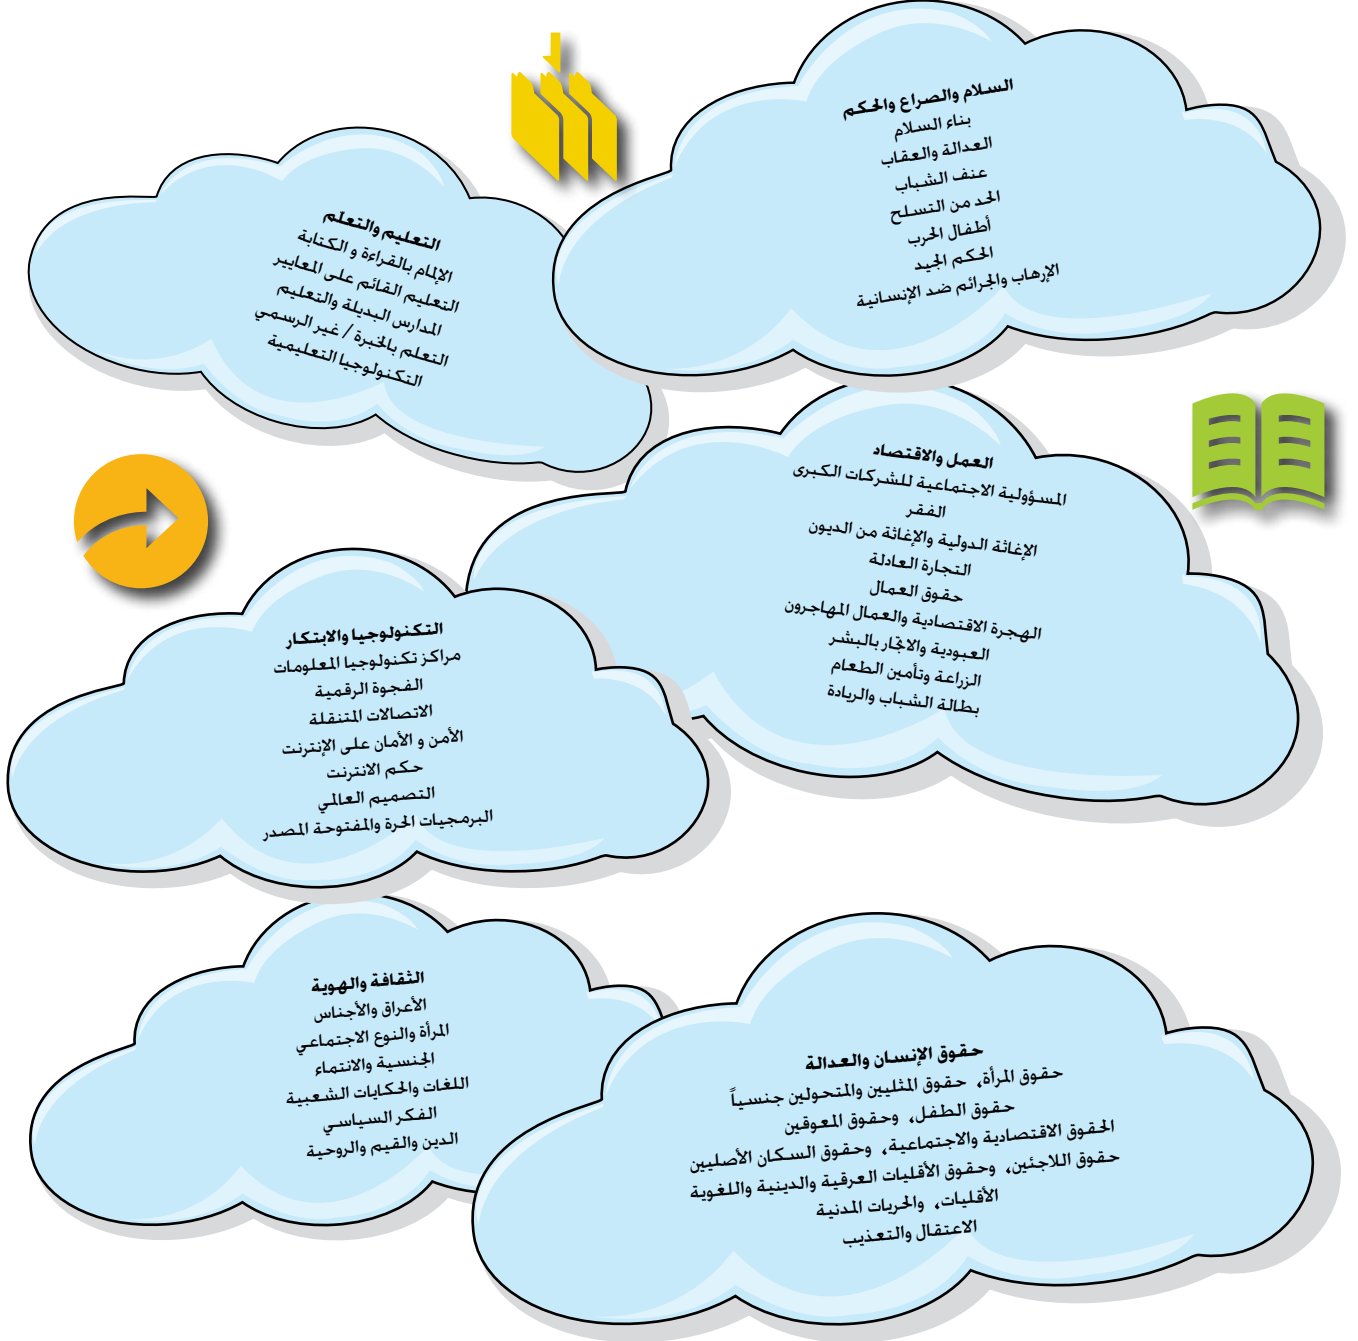 السلام والصراع والحكم
بناء السلام
العدالة والعقاب
عنف الشباب
الحد من التسلح
أطفال الحرب
الحكم الجيد
الإرهاب والجرائم ضد الإنسانية
التعليم والتعلم
الإلمام بالقراءة و الكتابة
التعليم القائم على المعايير
المدارس البديلة والتعليم
التعلم بالخبرة / غير الرسمي
التكنولوجيا التعليمية
العمل والاقتصاد
المسؤولية الاجتماعية للشركات الكبرى
الفقر
الإغاثة الدولية والإغاثة من الديون
التجارة العادلة
حقوق العمال
الهجرة الاقتصادية والعمال المهاجرون
العبودية والاتجار بالبشر
الزراعة وتأمين الطعام
بطالة الشباب والريادة
التكنولوجيا والابتكار
مراكز تكنولوجيا المعلومات
الفجوة الرقمية
الاتصالات المتنقلة
الأمن و الأمان على الإنترنت
حكم الانترنت
التصميم العالمي
البرمجيات الحرة والمفتوحة المصدر
الثقافة والهوية
الأعراق والأجناس
المرأة والنوع الاجتماعي
الجنسية والانتماء
اللغات والحكايات الشعبية
الفكر السياسي
الدين والقيم والروحية
حقوق الإنسان والعدالة
حقوق المرأة، حقوق المثليين والمتحولين جنسياً
حقوق الطفل، وحقوق المعوقين
الحقوق الاقتصادية والاجتماعية، وحقوق السكان الأصليين
حقوق اللاجئين، وحقوق الأقليات العرقية والدينية واللغوية
الأقليات، والحريات المدنية
الاعتقال والتعذيب